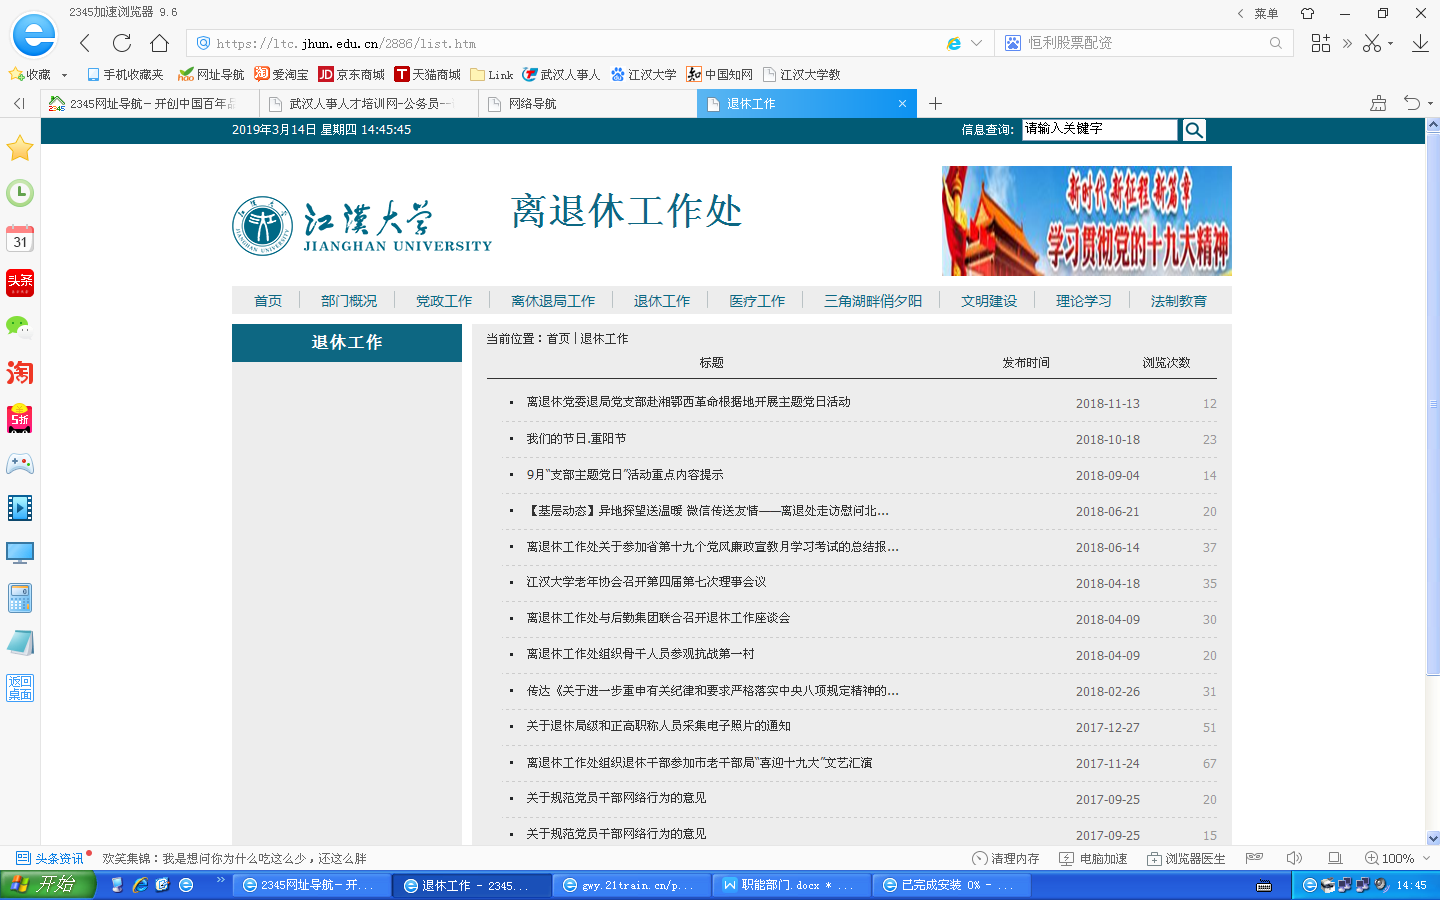 2345加速浏览器 9.6
菜单
https://ltc.jhun.edu.cn/2886/list.htm
恒利股票配资
收藏 手机收藏夹 网址导航 爱淘宝 京东商城 天猫商城 Link 武汉人事人 江汉大学 中国知网 江汉大学教
2345网址导航－开创中国百年品 武汉人事人才培训网-公务员-- 网络导航 退休工作
2019年3月14日 星期四 14:45:45
信息查询: 请输入关键字
江漢大学
JIANGHAN UNIVERSITY
离退休工作处
新时代 新征程 新篇章
学习贯彻党的十九大精神
首页 部门概况 党政工作 离休退局工作 退休工作 医疗工作 三角湖畔俏夕阳 文明建设 理论学习 法制教育
退休工作
当前位置：首页 | 退休工作
标题 发布时间 浏览次数
离退休党委退局党支部赴湘鄂西革命根据地开展主题党日活动 2018-11-13 12
我们的节日.重阳节 2018-10-18 23
9月“支部主题党日”活动重点内容提示 2018-09-04 14
【基层动态】异地探望送温暖 微信传送友情——离退处走访慰问北... 2018-06-21 20
离退休工作处关于参加省第十九个党风廉政宣教月学习考试的总结报... 2018-06-14 37
江汉大学老年协会召开第四届第七次理事会议 2018-04-18 35
离退休工作处与后勤集团联合召开退休工作座谈会 2018-04-09 30
离退休工作处组织骨干人员参观抗战第一村 2018-04-09 20
传达《关于进一步重申有关纪律和要求严格落实中央八项规定精神的... 2018-02-26 31
关于退休局级和正高职称人员采集电子照片的通知 2017-12-27 51
离退休工作处组织退休干部参加市老干部局“喜迎十九大”文艺汇演 2017-11-24 67
关于规范党员干部网络行为的意见 2017-09-25 20
关于规范党员干部网络行为的意见 2017-09-25 15
31
头条
淘
5折
返回
桌面
头条资讯 欢笑集锦：我是想问你为什么吃这么少，还这么胖
清理内存 电脑加速 浏览器医生 100%
开始 2345网址导航－开... 退休工作 - 2345... gwy.21train.cn/p... 职能部门.docx * ... 已完成安装 0% - ... 14:45